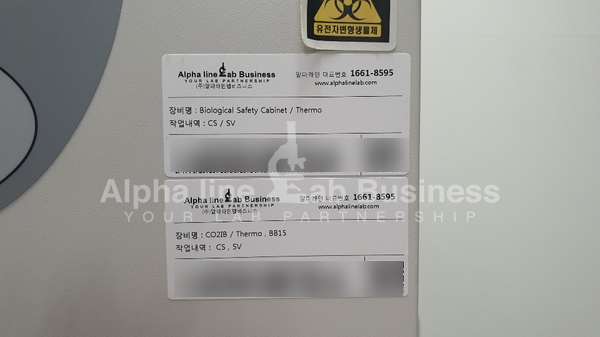 유전자변형생물체
Alpha line Lab Business
YOUR LAB PARTNERSHIP
(주)알파라인랩비즈니스
알파라인 대표번호 1661-8595
www.alphalinelab.com
장비명 : Biological Safety Cabinet / Thermo
작업내역 : CS / SV
Alpha line Lab Business
YOUR LAB PARTNERSHIP
Alpha line Lab Business
YOUR LAB PARTNERSHIP
(주)알파라인랩비즈니스
알파라인 대표번호 1661-8595
www.alphalinelab.com
장비명 : CO2IB / Thermo , BB15
작업내역 : CS , SV